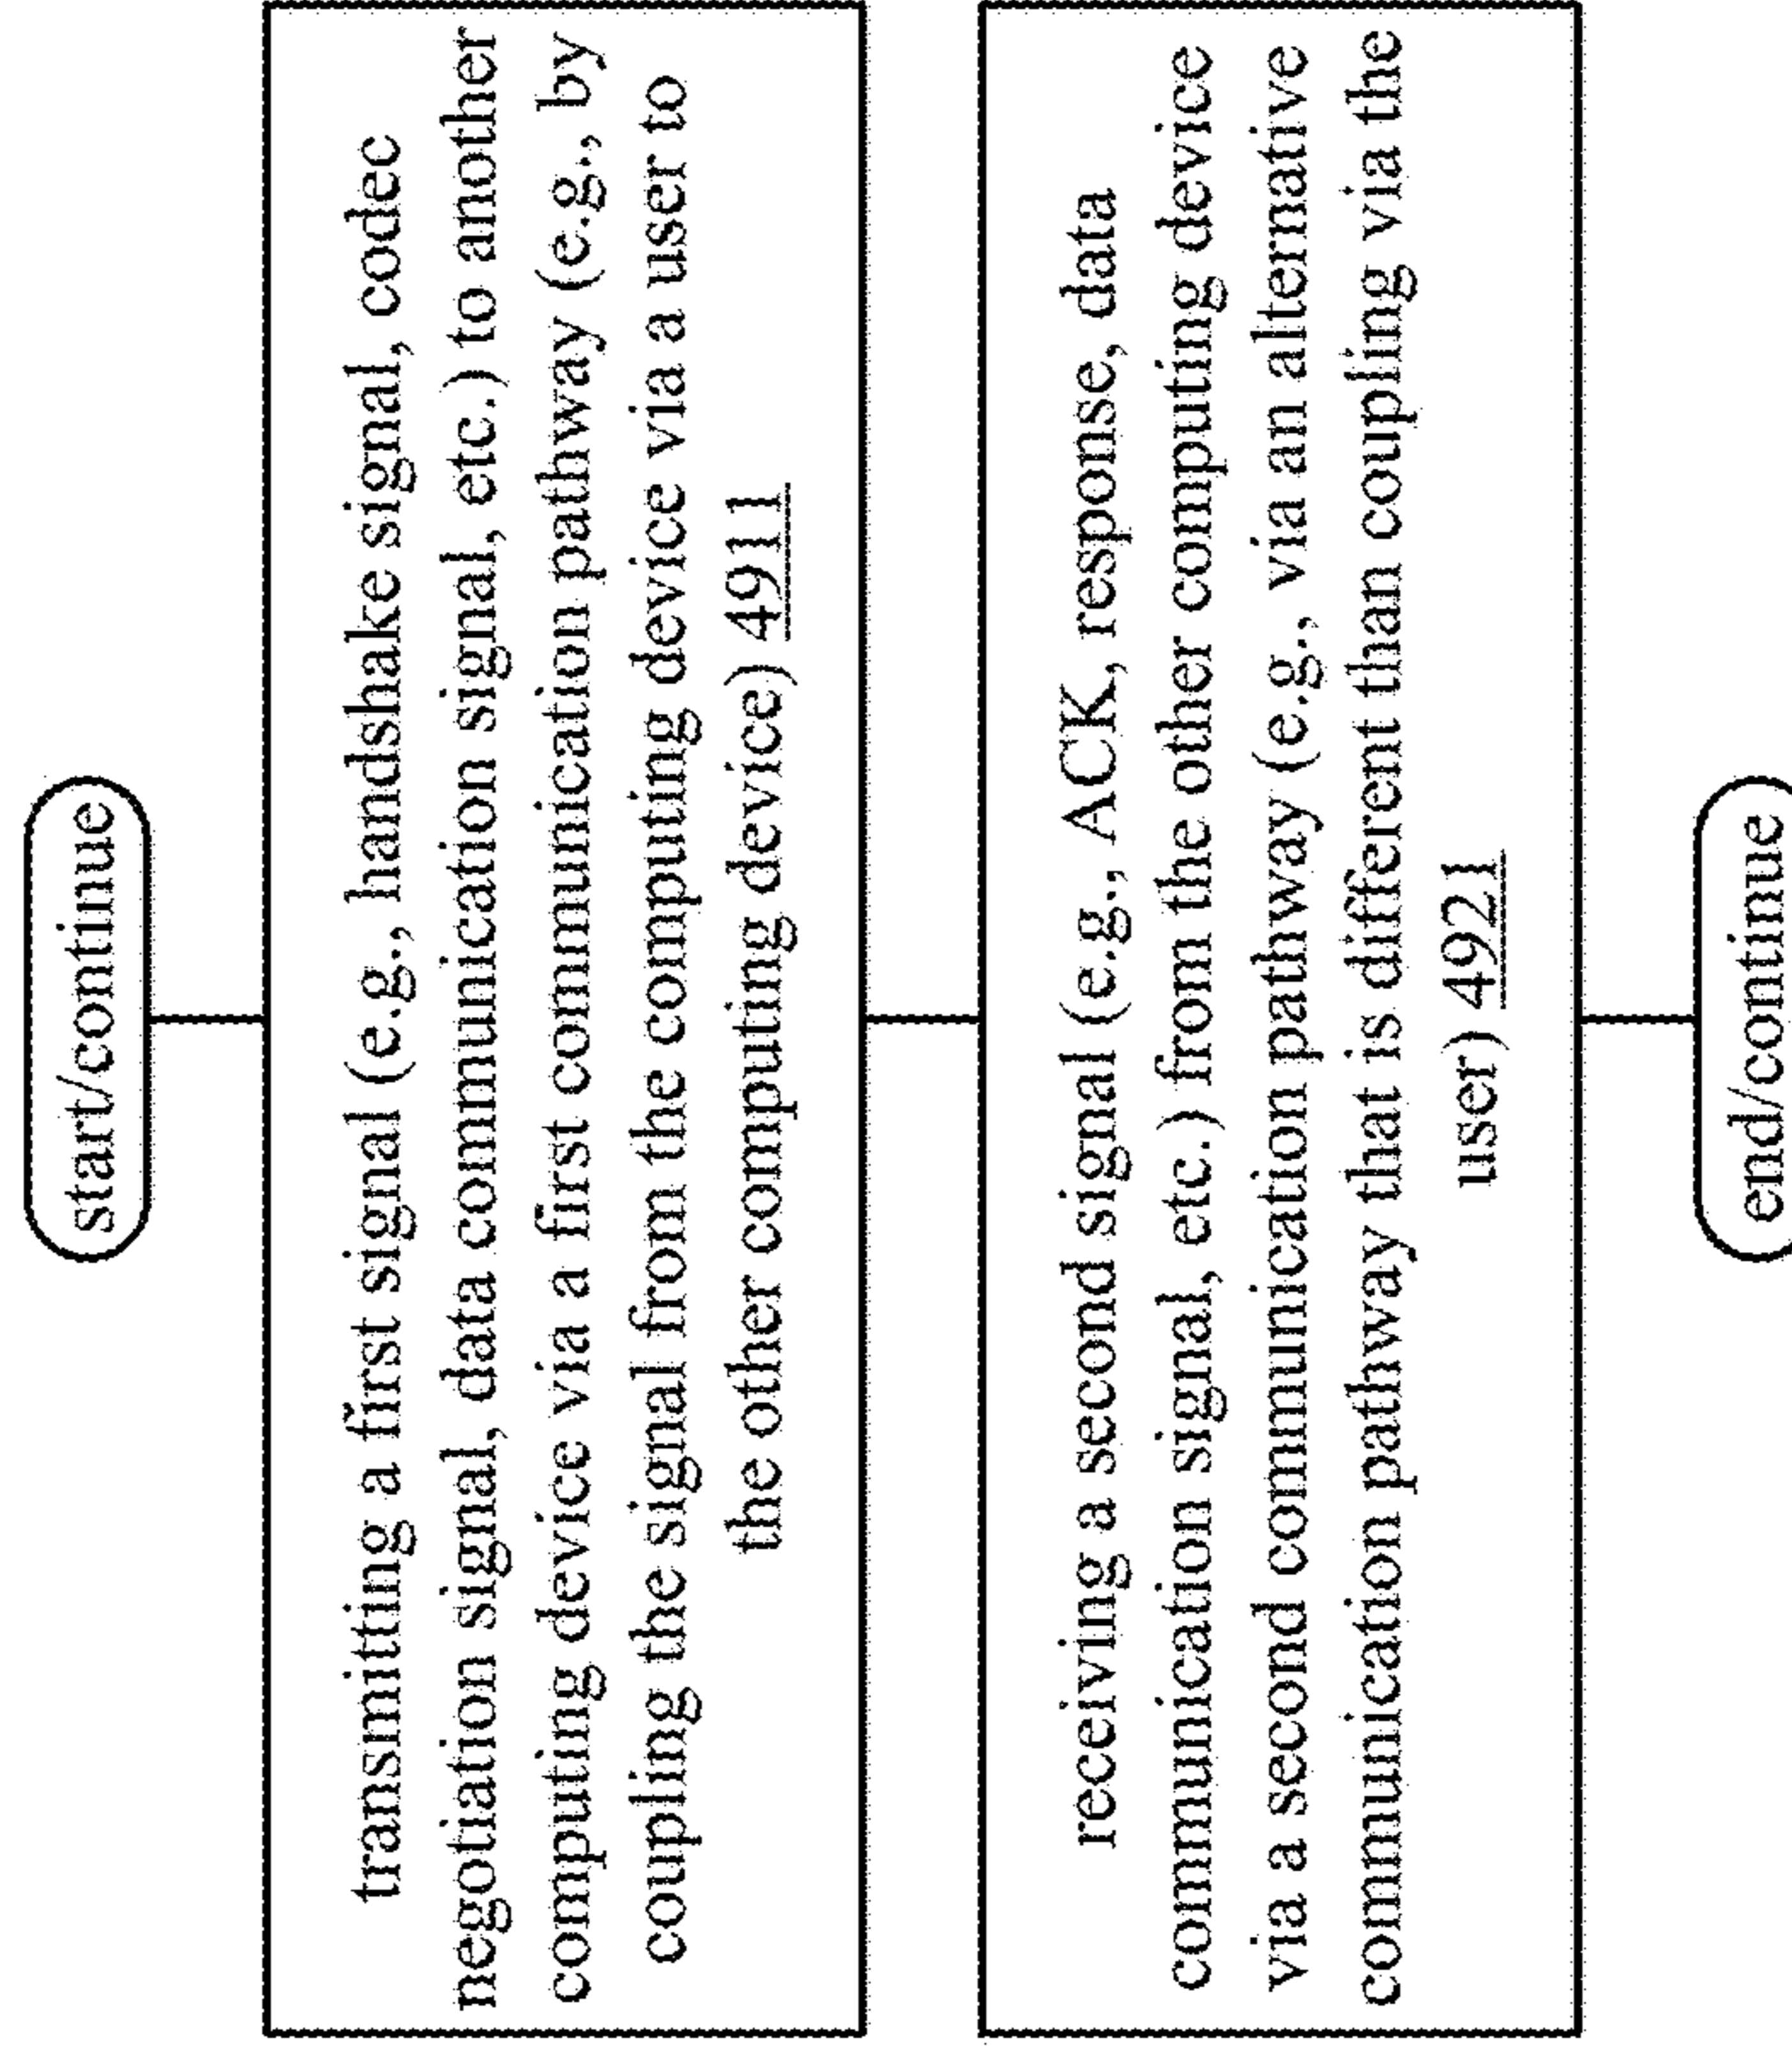 start/continue
transmitting a first signal (e.g., handshake signal, codec
negotiation signal, data communication signal, etc.) to another
computing device via a first communication pathway (e.g., by
coupling the signal from the computing device via a user to
the other computing device) 4911
receiving a second signal (e.g., ACK, response, data
communication signal, etc.) from the other computing device
via a second communication pathway (e.g., via an alternative
communication pathway that is different than coupling via the
user) 4921
end/continue